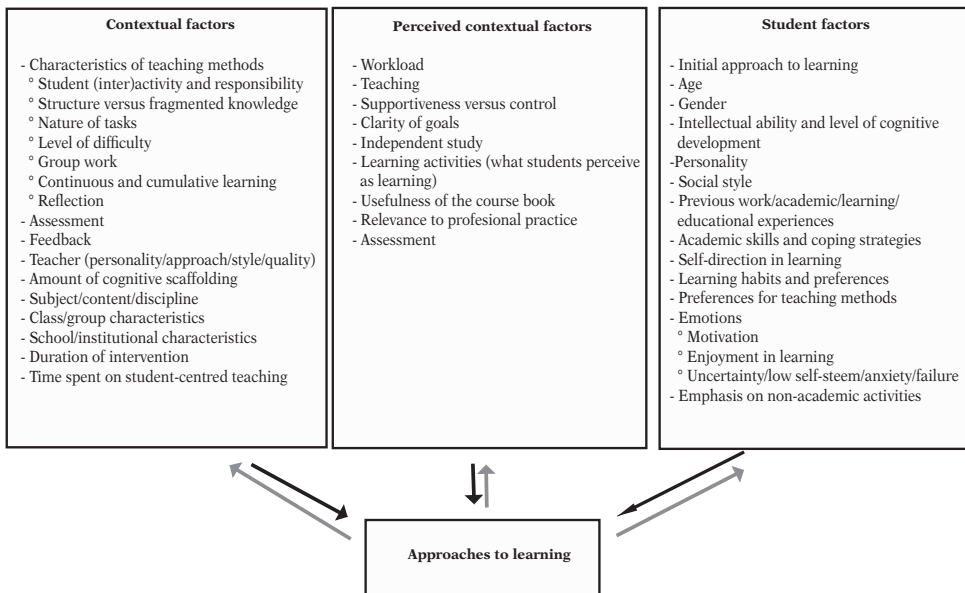 Contextual factors
- Characteristics of teaching methods
° Student (inter)activity and responsibility
° Structure versus fragmented knowledge
° Nature of tasks
° Level of difficulty
° Group work
° Continuous and cumulative learning
° Reflection
- Assessment
- Feedback
- Teacher (personality/approach/style/quality)
- Amount of cognitive scaffolding
- Subject/content/discipline
- Class/group characteristics
- School/institutional characteristics
- Duration of intervention
- Time spent on student-centred teaching
Perceived contextual factors
- Workload
- Teaching
- Supportiveness versus control
- Clarity of goals
- Independent study
- Learning activities (what students perceive
as learning)
- Usefulness of the course book
- Relevance to profesional practice
- Assessment
Student factors
- Initial approach to learning
- Age
- Gender
- Intellectual ability and level of cognitive
development
-Personality
- Social style
- Previous work/academic/learning/
educational experiences
- Academic skills and coping strategies
- Self-direction in learning
- Learning habits and preferences
- Preferences for teaching methods
- Emotions
° Motivation
° Enjoyment in learning
° Uncertainty/low self-steem/anxiety/failure
- Emphasis on non-academic activities
Approaches to learning